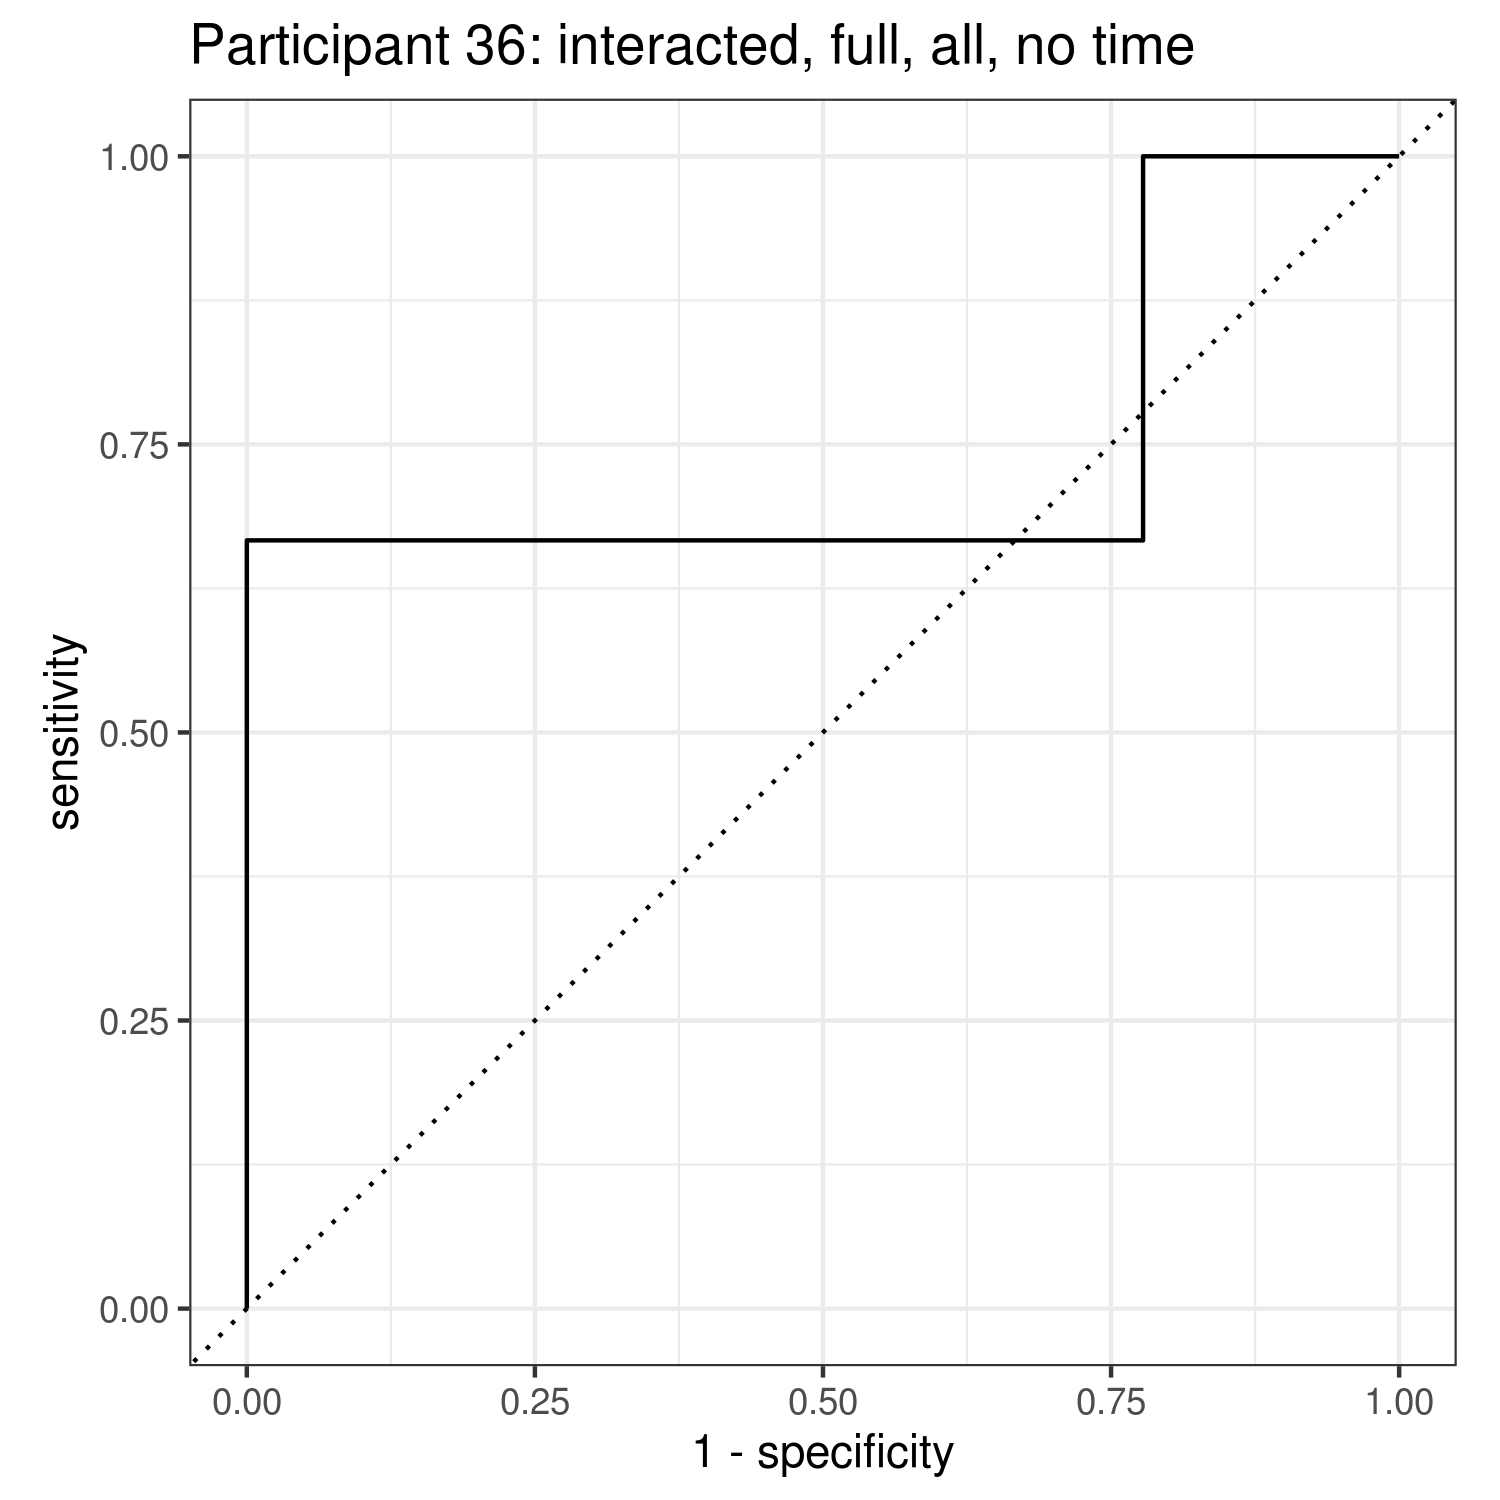 Participant 36: interacted, full, all, no time
1.00
0.75
0.50
0.25
0.00
sensitivity
0.00 0.25 0.50 0.75 1.00
1 - specificity